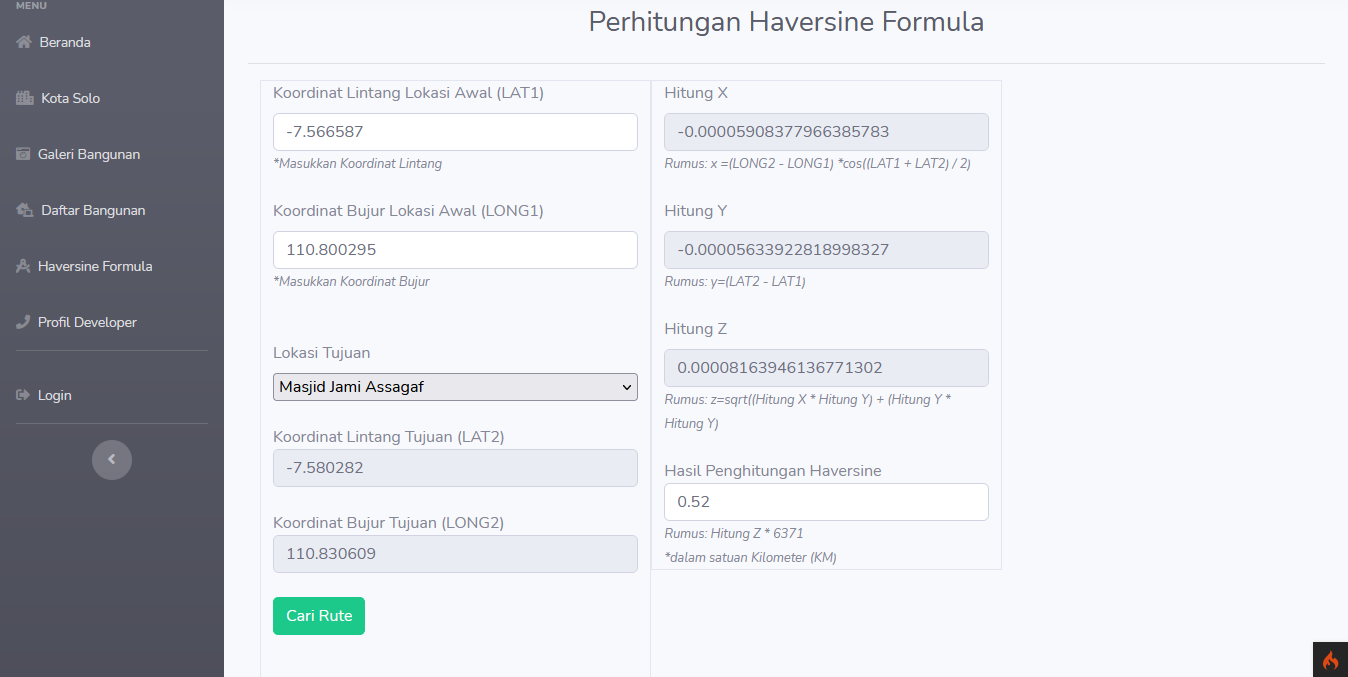 MENU
Beranda
Kota Solo
Galeri Bangunan
Daftar Bangunan
Haversine Formula
Profil Developer
Login
Perhitungan Haversine Formula
Koordinat Lintang Lokasi Awal (LAT1)
-7.566587
*Masukkan Koordinat Lintang
Koordinat Bujur Lokasi Awal (LONG1)
110.800295
*Masukkan Koordinat Bujur
Lokasi Tujuan
Masjid Jami Assagaf
Koordinat Lintang Tujuan (LAT2)
-7.580282
Koordinat Bujur Tujuan (LONG2)
110.830609
Cari Rute
Hitung X
-0.00005908377966385783
Rumus: x =(LONG2 - LONG1) *cos((LAT1 + LAT2) / 2)
Hitung Y
-0.00005633922818998327
Rumus: y=(LAT2 - LAT1)
Hitung Z
0.00008163946136771302
Rumus: z=sqrt((Hitung X * Hitung Y) + (Hitung Y *
Hitung Y)
Hasil Penghitungan Haversine
0.52
Rumus: Hitung Z * 6371
*dalam satuan Kilometer (KM)